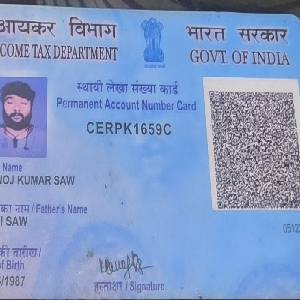 आयकर विभाग
COME TAX DEPARTMENT
भारत सरकार
GOVT. OF INDIA
स्थायी लेखा संख्या कार्ड
Permanent Account Number Card
CERPK1659C
Name
NOJ KUMAR SAW
का नाम / Father's Name
I SAW
की तारीख /
of Birth
/1987
हस्ताक्षर / Signature
0512